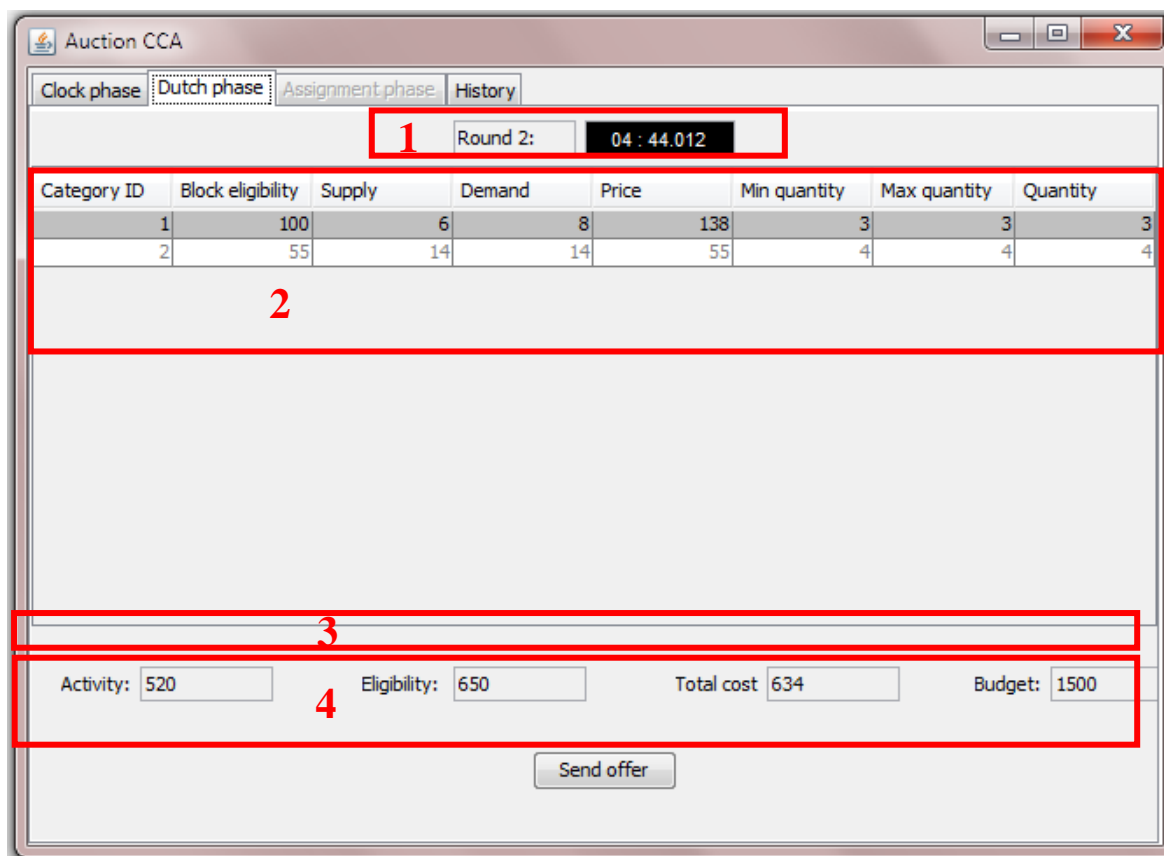 Auction CCA
Clock phase Dutch phase Assignment phase History
1 Round 2: 04 : 44.012
Category ID Block eligibility Supply Demand Price Min quantity Max quantity Quantity
1 100 6 8 138 3 3 3
2 55 14 14 55 4 4 4
2
3
Activity: 520 Eligibility: 650 Total cost 634 Budget: 1500
4
Send offer